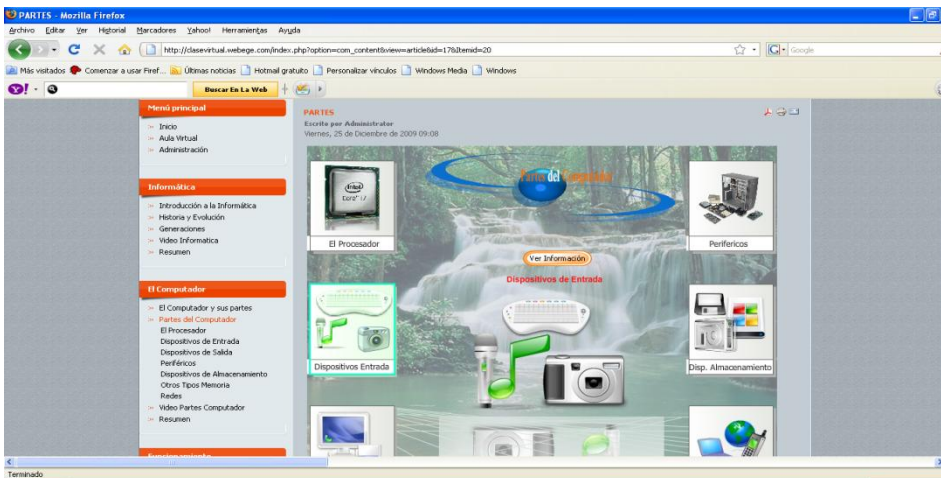 PARTES - Mozilla Firefox
Archivo Editar Ver Historial Marcadores Yahoo! Herramientas Ayuda
http://clasevirtual.webege.com/index.php?option=com_content&view=article&id=17&Itemid=20
Google
Más visitados Comenzar a usar Firef... Últimas noticias Hotmail gratuito Personalizar vínculos Windows Media Windows
Buscar En La Web
Menú principal
Inicio
Aula Virtual
Administración
Informática
Introducción a la Informática
Historia y Evolución
Generaciones
Video Informatica
Resumen
El Computador
El Computador y sus partes
Partes del Computador
El Procesador
Dispositivos de Entrada
Dispositivos de Salida
Periféricos
Dispositivos de Almacenamiento
Otros Tipos Memoria
Redes
Video Partes Computador
Resumen
Funcionamiento
PARTES
Escrito por Administrator
Viernes, 25 de Diciembre de 2009 09:08
Partes del Computador
intel
Core i7
El Procesador
Perifericos
Ver Información
Dispositivos de Entrada
Dispositivos Entrada
Disp. Almacenamiento
Terminado